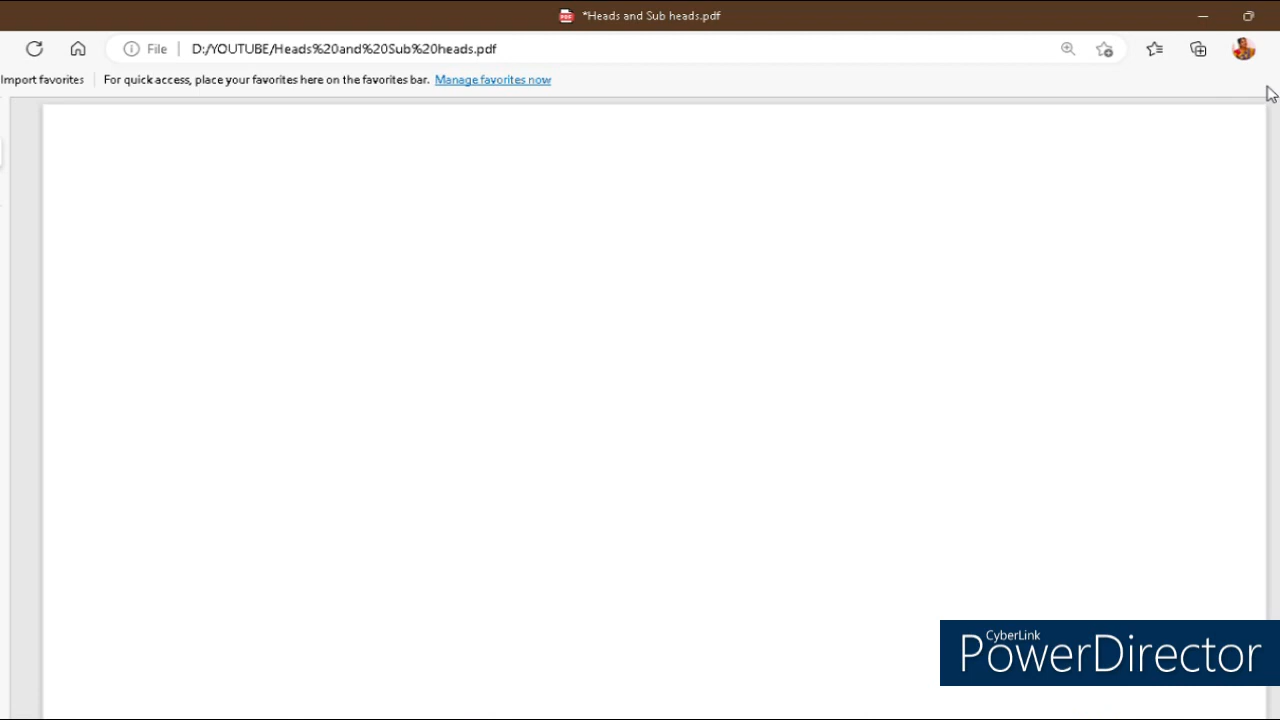 *Heads and Sub heads.pdf
File D:/YOUTUBE/Heads%20and%20Sub%20heads.pdf
Import favorites For quick access, place your favorites here on the favorites bar. Manage favorites now
CyberLink
PowerDirector